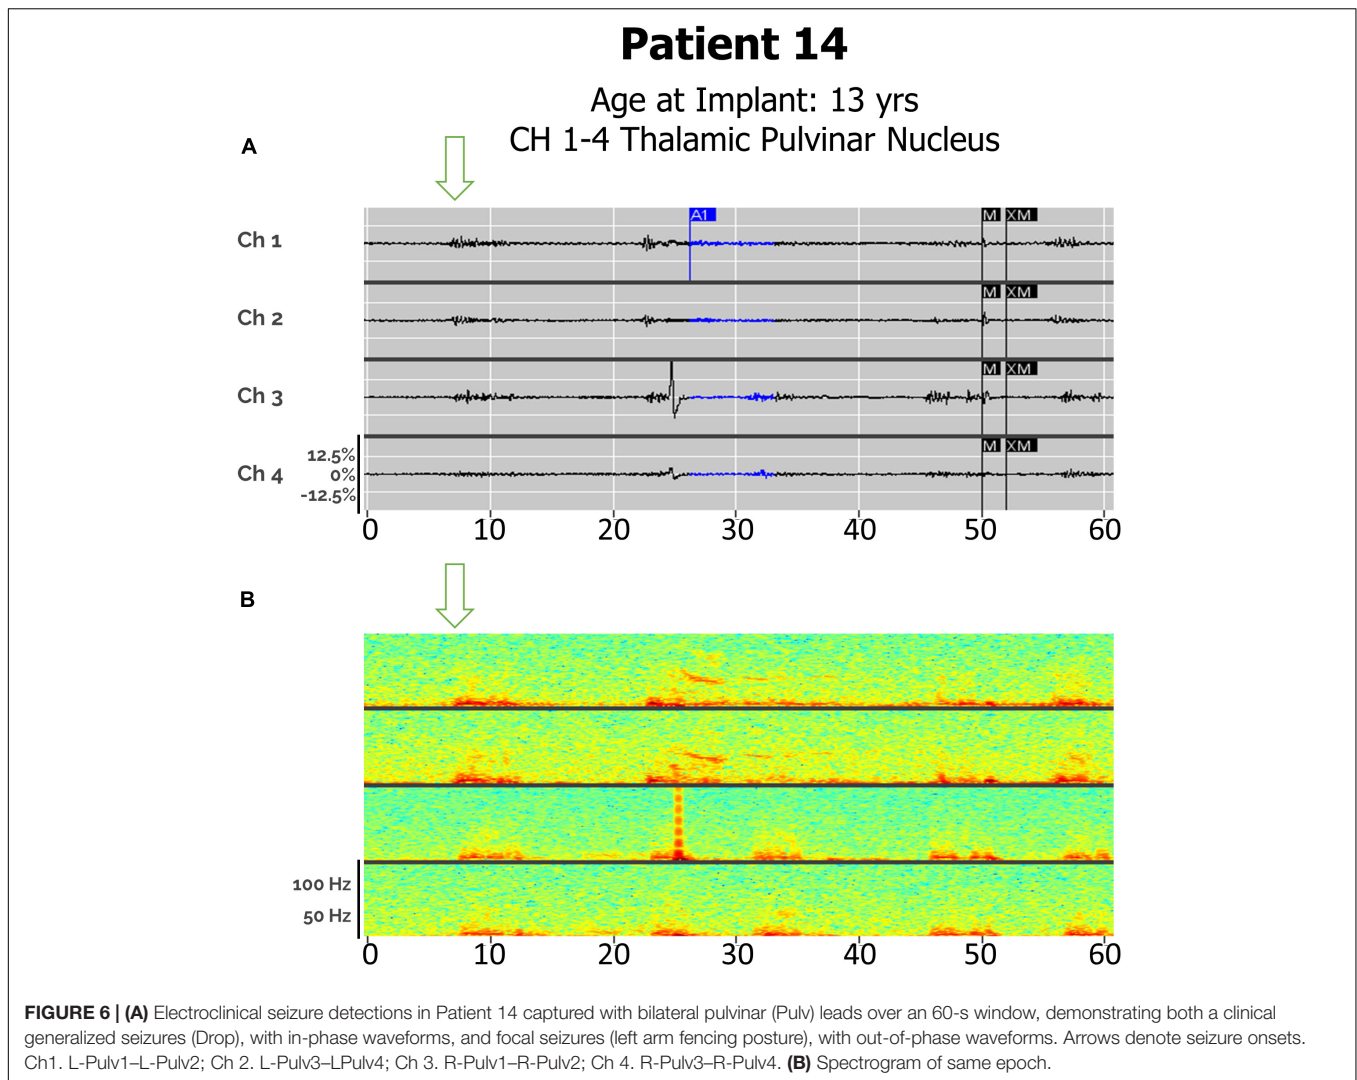 Patient 14
Age at Implant: 13 yrs
CH 1-4 Thalamic Pulvinar Nucleus
A
Ch 1
A1
M XM
Ch 2
M XM
Ch 3
M XM
Ch 4
12.5%
0%
-12.5%
M XM
0 10 20 30 40 50 60
B
100 Hz
50 Hz
0 10 20 30 40 50 60
FIGURE 6 | (A) Electroclinical seizure detections in Patient 14 captured with bilateral pulvinar (Pulv) leads over an 60-s window, demonstrating both a clinical
generalized seizures (Drop), with in-phase waveforms, and focal seizures (left arm fencing posture), with out-of-phase waveforms. Arrows denote seizure onsets.
Ch1. L-Pulv1–L-Pulv2; Ch 2. L-Pulv3–LPulv4; Ch 3. R-Pulv1–R-Pulv2; Ch 4. R-Pulv3–R-Pulv4. (B) Spectrogram of same epoch.